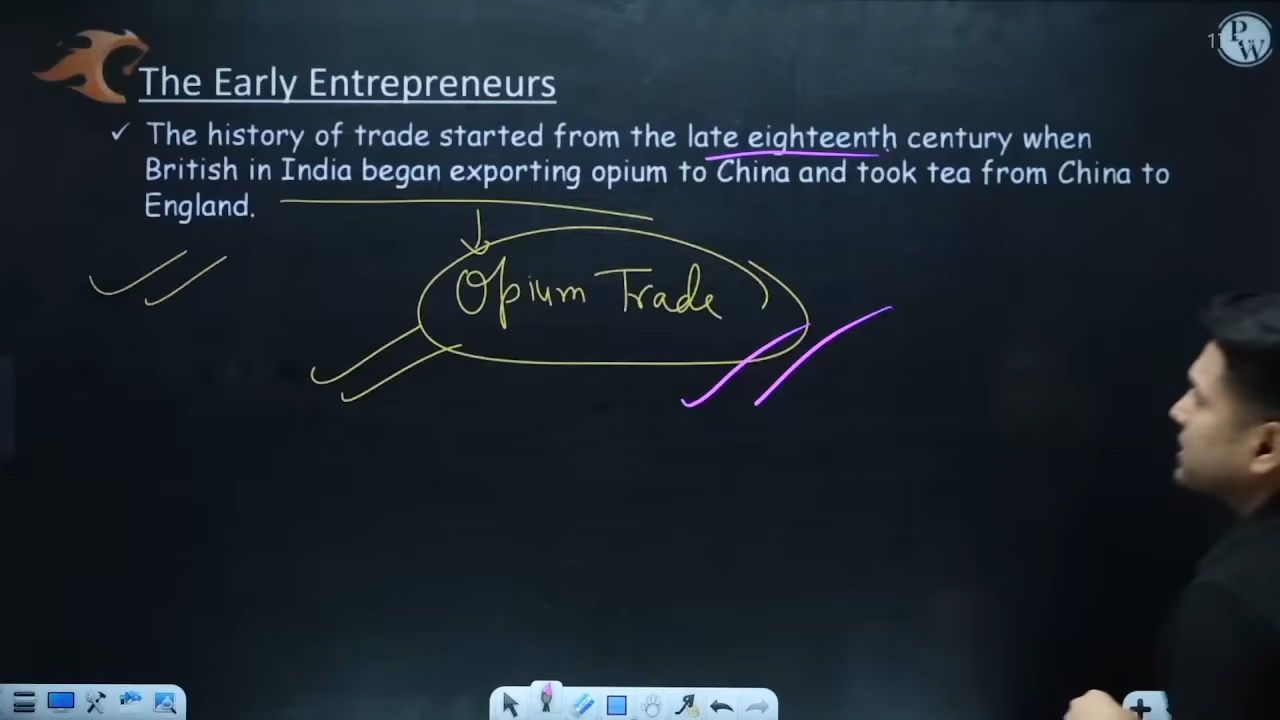 PW
The Early Entrepreneurs
✓ The history of trade started from the late eighteenth century when
British in India began exporting opium to China and took tea from China to
England.
Opium Trade